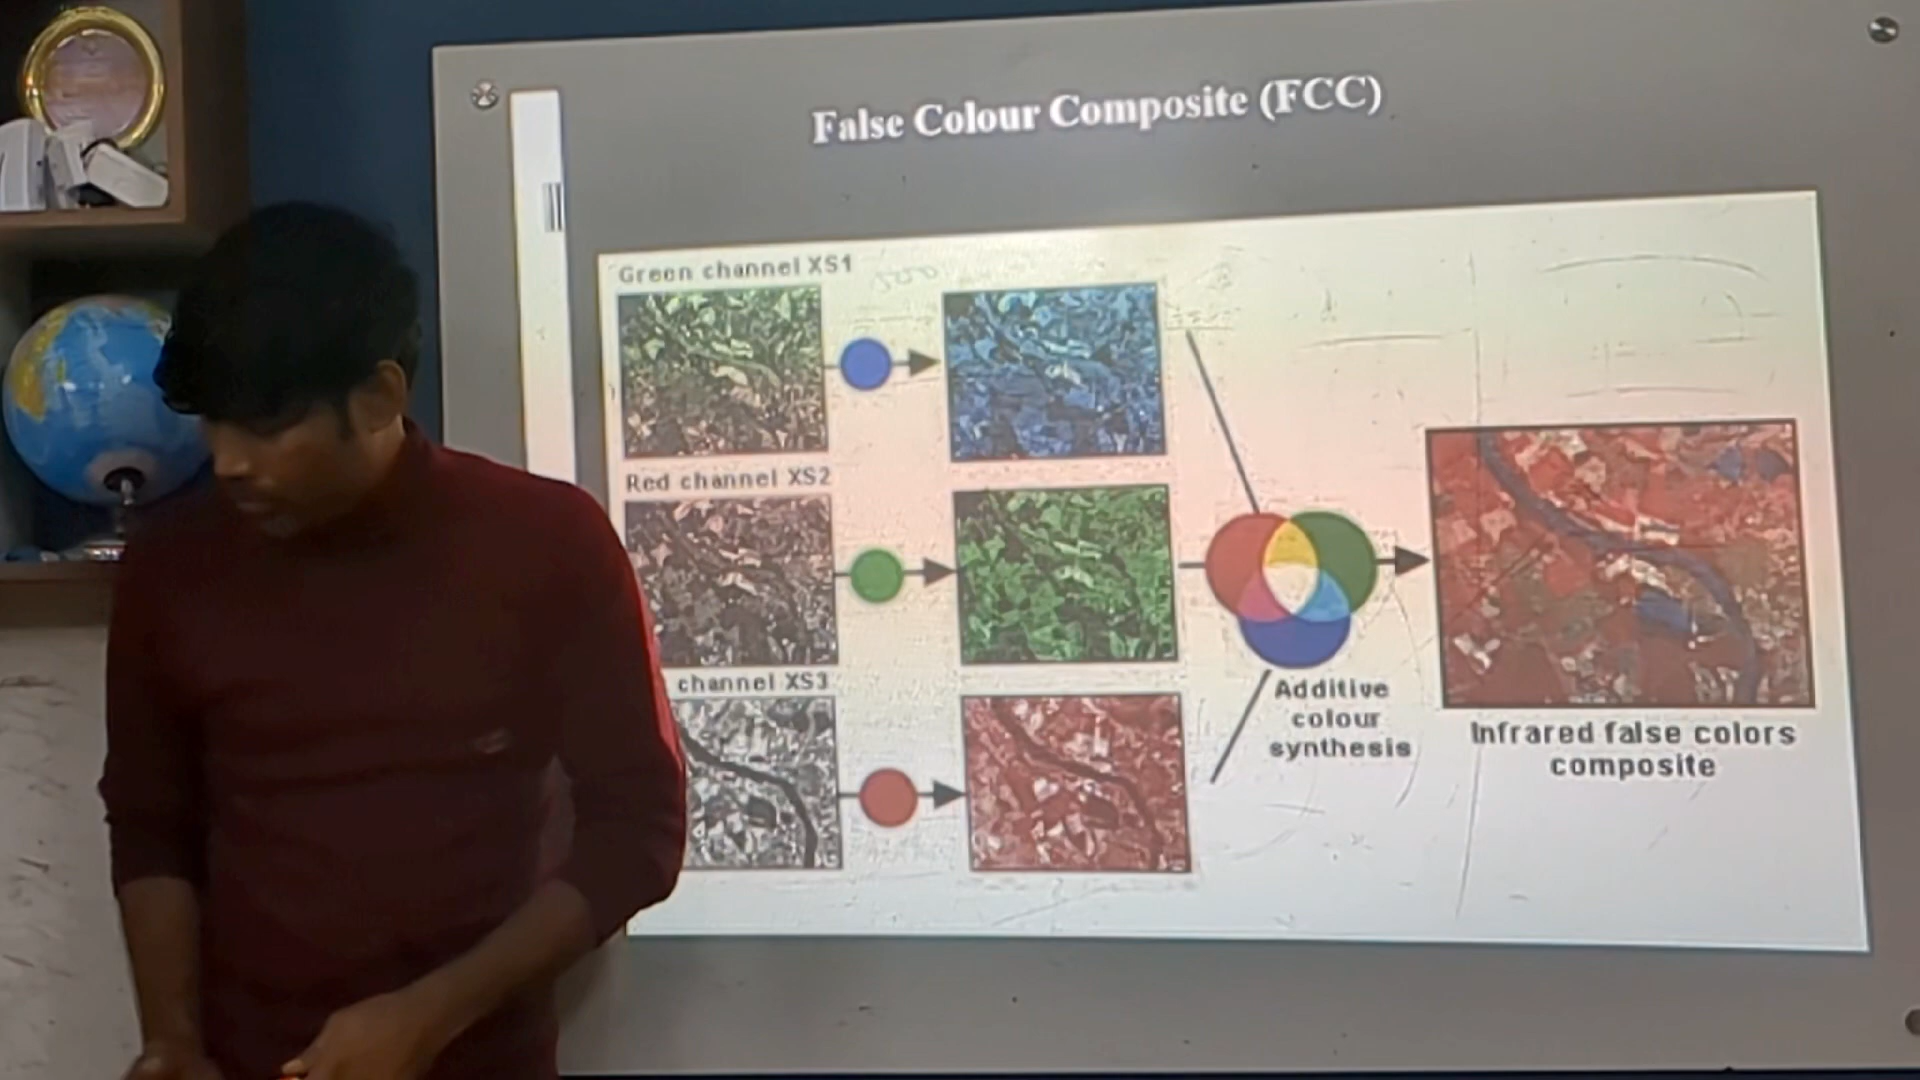 False Colour Composite (FCC)
Green channel XS1
Red channel XS2
channel XS3
Additive
colour
synthesis
Infrared false colors
composite